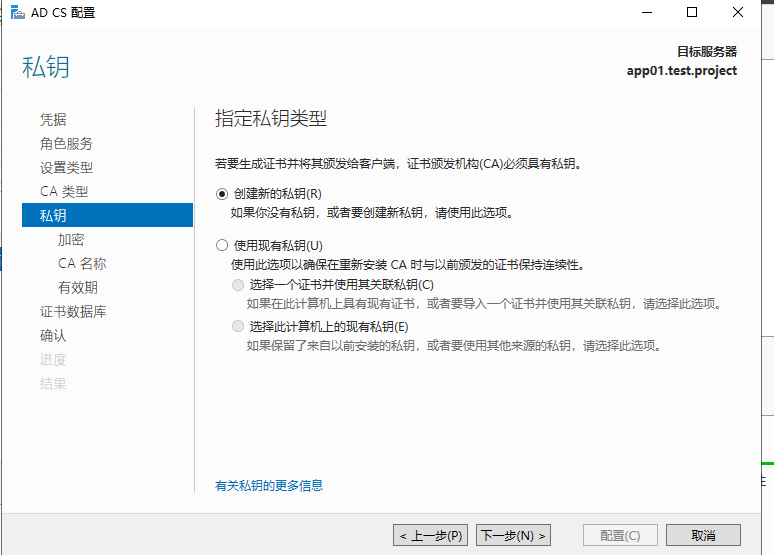 AD CS 配置
私钥
目标服务器
app01.test.project
凭据
角色服务
设置类型
CA 类型
私钥
加密
CA 名称
有效期
证书数据库
确认
进度
结果
指定私钥类型
若要生成证书并将其颁发给客户端，证书颁发机构(CA)必须具有私钥。
创建新的私钥(R)
如果你没有私钥，或者要创建新私钥，请使用此选项。
使用现有私钥(U)
使用此选项以确保在重新安装 CA 时与以前颁发的证书保持连续性。
选择一个证书并使用其关联私钥(C)
如果在此计算机上具有现有证书，或者要导入一个证书并使用其关联私钥，请选择此选项。
选择此计算机上的现有私钥(E)
如果保留了来自以前安装的私钥，或者要使用其他来源的私钥，请选择此选项。
有关私钥的更多信息
< 上一步(P)
下一步(N) >
配置(C)
取消